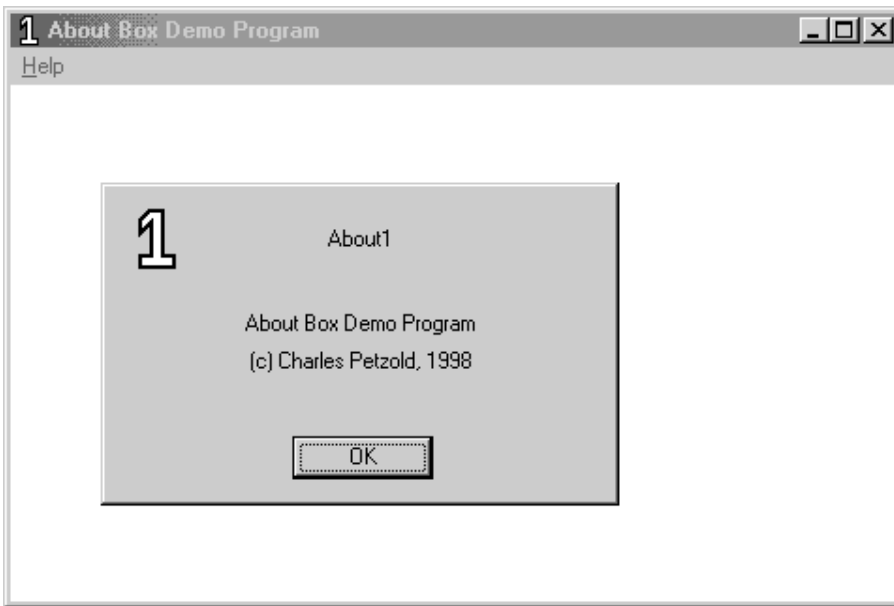 1 About Box Demo Program
Help
1
About1
About Box Demo Program
(c) Charles Petzold, 1998
OK